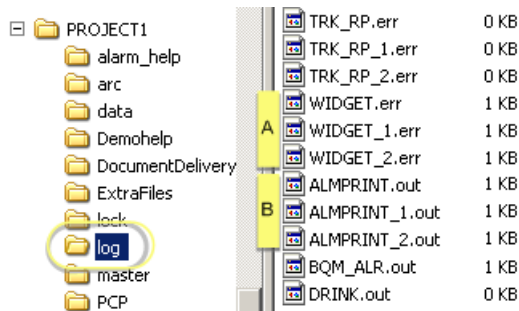 PROJECT1
alarm_help
arc
data
Demohelp
DocumentDelivery
ExtraFiles
lock
log
master
PCP
A
B
TRK_RP.err 0 KB
TRK_RP_1.err 0 KB
TRK_RP_2.err 0 KB
WIDGET.err 1 KB
WIDGET_1.err 1 KB
WIDGET_2.err 1 KB
ALMPRINT.out 1 KB
ALMPRINT_1.out 1 KB
ALMPRINT_2.out 1 KB
BQM_ALR.out 1 KB
DRINK.out 0 KB